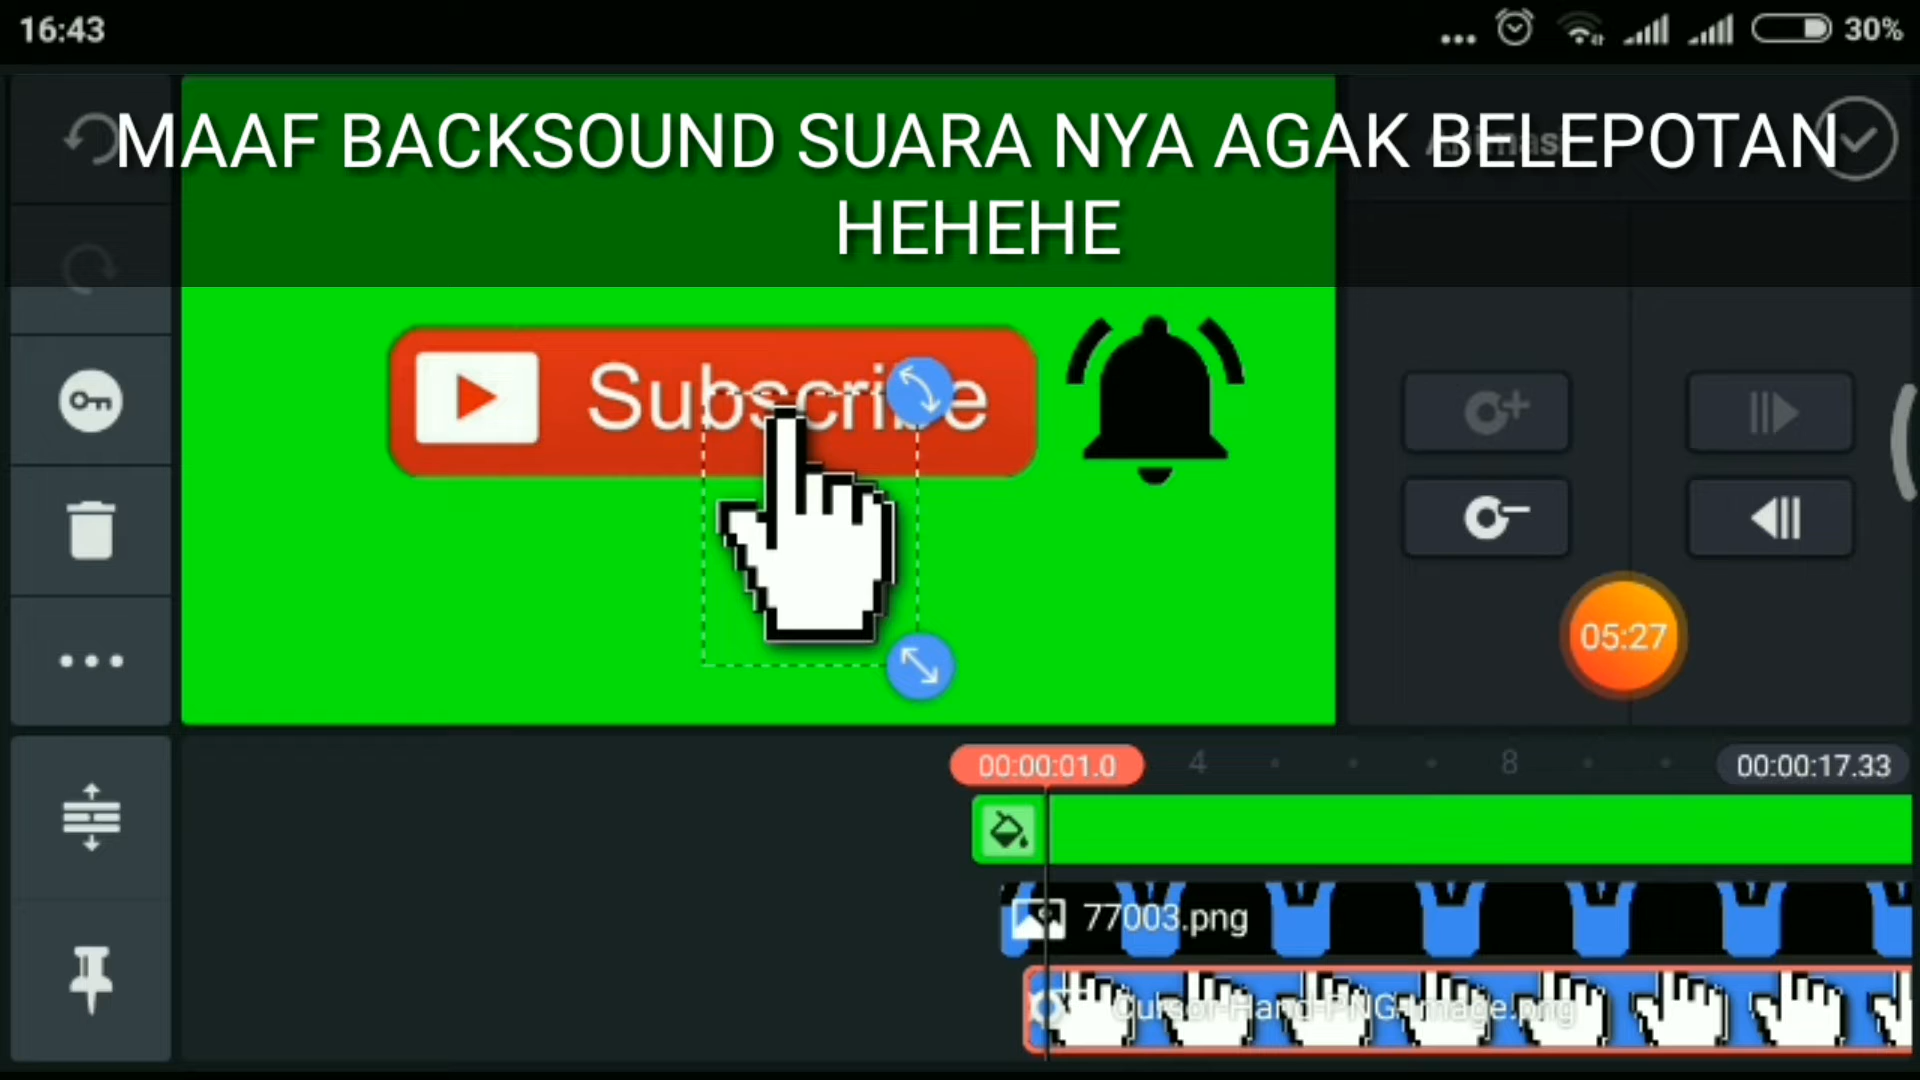 16:43
30%
MAAF BACKSOUND SUARA NYA AGAK BELEPOTAN
HEHEHE
Animasi
Subscribe
05:27
00:00:01.0
4
8
00:00:17.33
77003.png
Cursor-Hand-PNG-Image.png